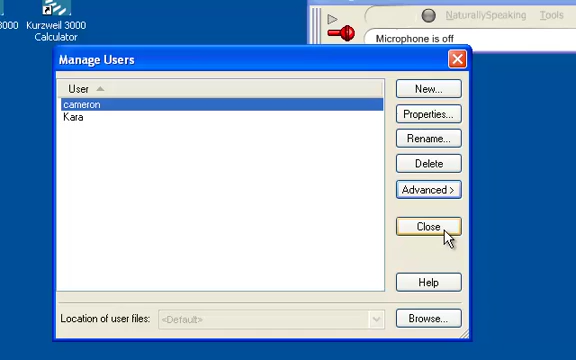 3000
Kurzweil 3000
Calculator
NaturallySpeaking Tools
Microphone is off
Manage Users
User
cameron
Kara
New...
Properties...
Rename...
Delete
Advanced >
Close
Help
Location of user files: <Default>
Browse...